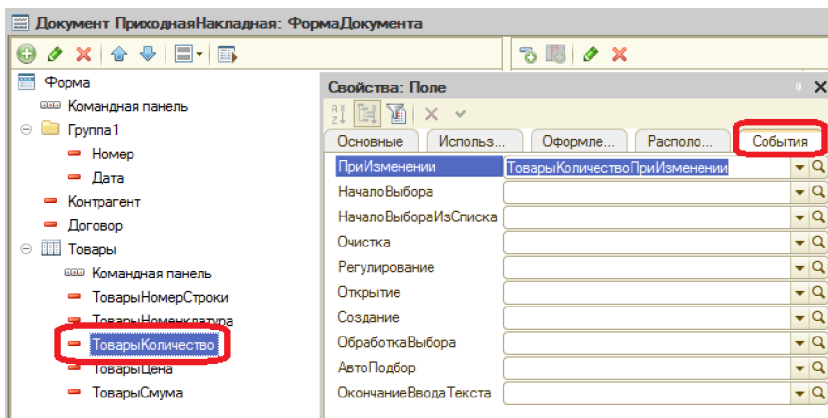 Документ ПриходнаяНакладная: ФормаДокумента
Форма
Командная панель
Группа1
Номер
Дата
Контрагент
Договор
Товары
Командная панель
ТоварыНомерСтроки
ТоварыНоменклатура
ТоварыКоличество
ТоварыЦена
ТоварыСмума
Свойства: Поле
Основные Использ... Оформле... Располо... События
ПриИзменении ТоварыКоличествоПриИзменении
НачалоВыбора
НачалоВыбораИзСписка
Очистка
Регулирование
Открытие
Создание
ОбработкаВыбора
АвтоПодбор
ОкончаниеВводаТекста